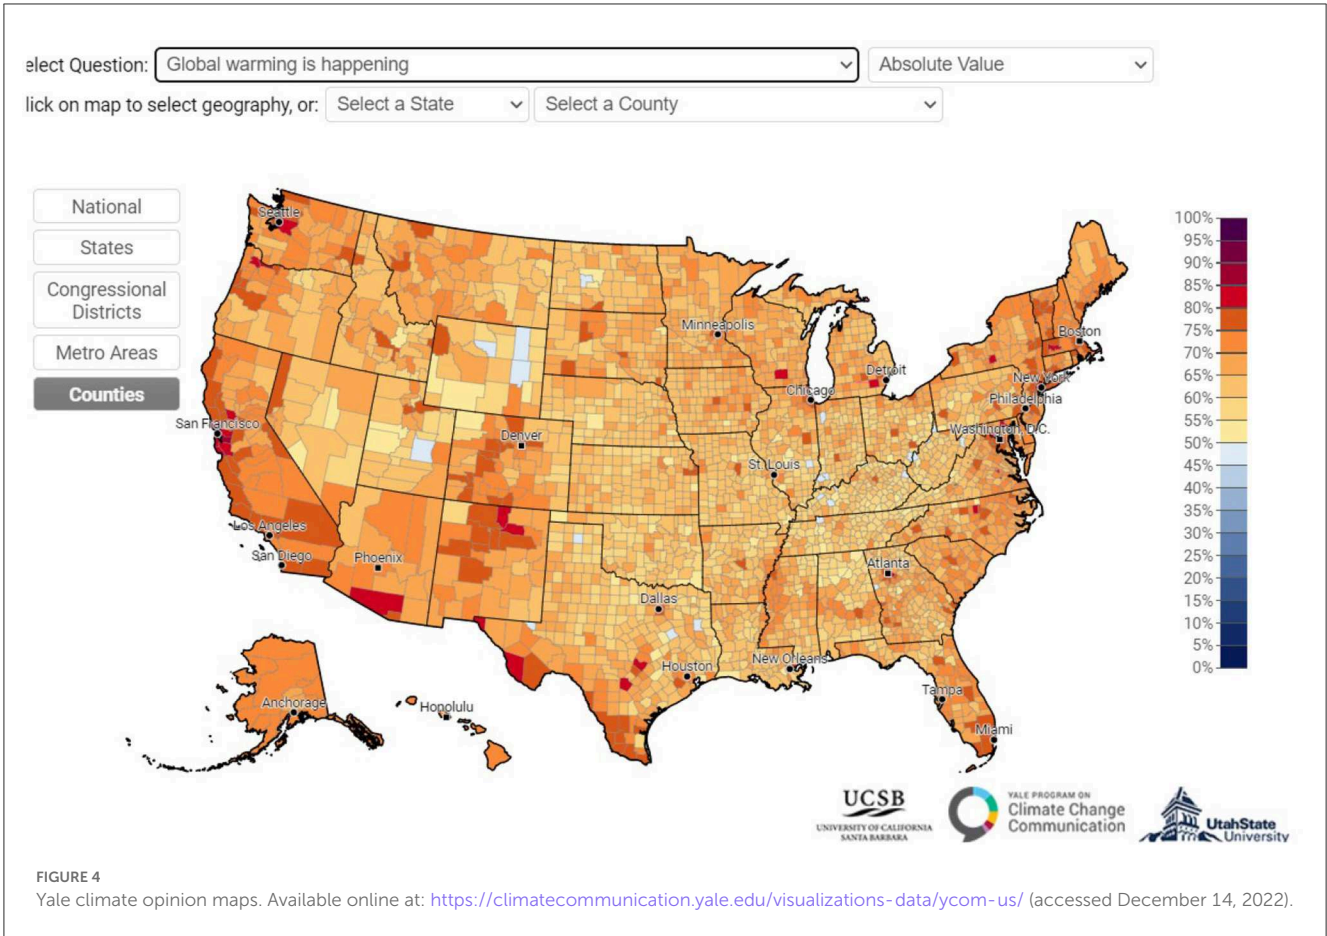 elect Question: Global warming is happening Absolute Value
lick on map to select geography, or: Select a State Select a County
National
States
Congressional
Districts
Metro Areas
Counties
Seattle
Minneapolis
Boston
Detroit
Chicago
New York
Philadelphia
San Francisco
Denver
Washington, D.C.
St. Louis
Los Angeles
San Diego
Phoenix
Atlanta
Dallas
Houston
New Orleans
Tampa
Anchorage
Honolulu
Miami
100%
95%
90%
85%
80%
75%
70%
65%
60%
55%
50%
45%
40%
35%
30%
25%
20%
15%
10%
5%
0%
UCSB
UNIVERSITY OF CALIFORNIA
SANTA BARBARA
YALE PROGRAM ON
Climate Change
Communication
UtahState
University
FIGURE 4
Yale climate opinion maps. Available online at: https://climatecommunication.yale.edu/visualizations-data/ycom-us/ (accessed December 14, 2022).